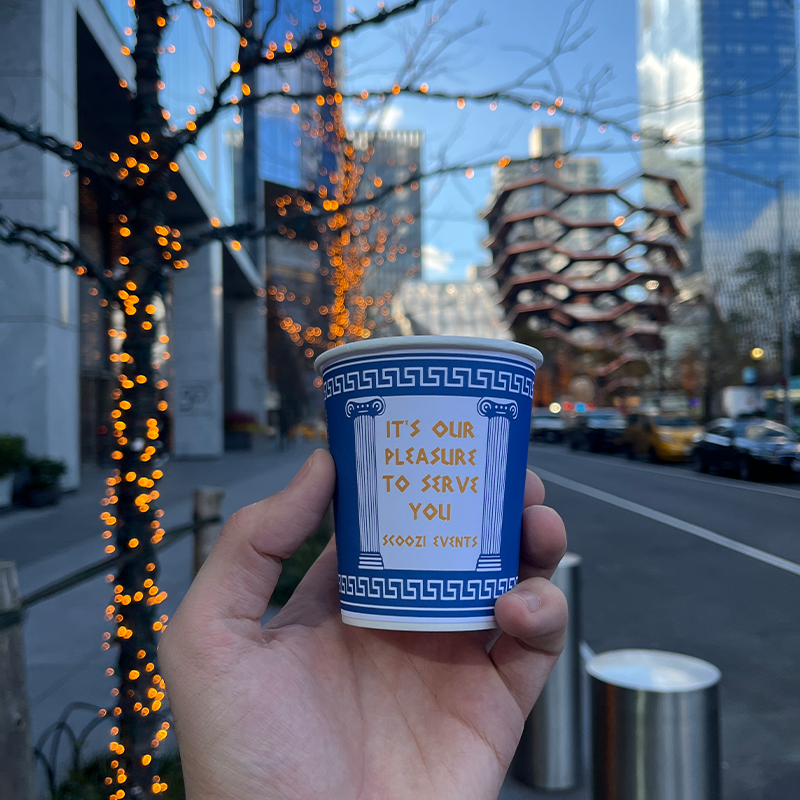 IT'S OUR
PLEASURE
TO SERVE
YOU
SCOOZI EVENTS